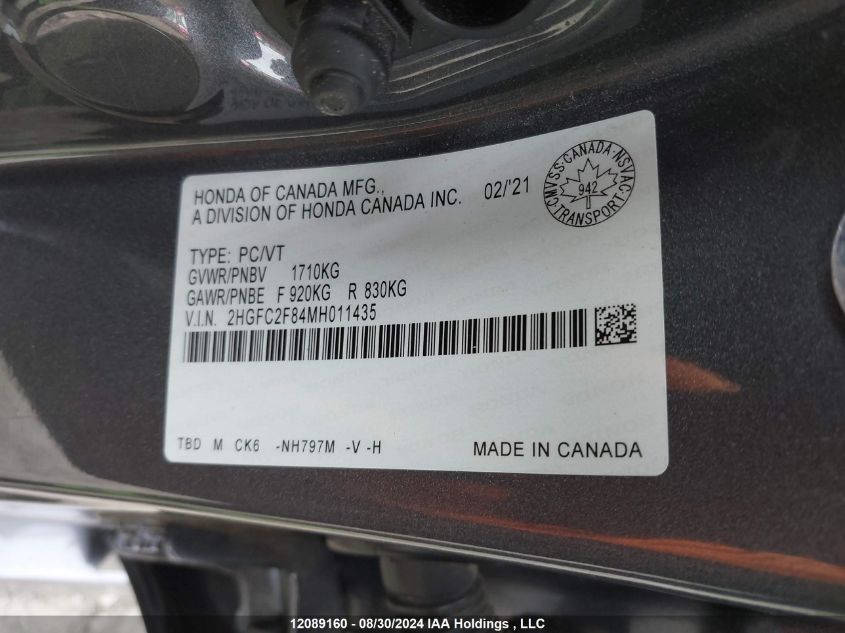 HONDA OF CANADA MFG.,
A DIVISION OF HONDA CANADA INC. 02/'21
CMVSS·CANADA·NSVAC·TRANSPORT·
942
TYPE: PC/VT
GVWR/PNBV 1710KG
GAWR/PNBE F 920KG R 830KG
V.I.N. 2HGFC2F84MH011435
TBD M CK6 -NH797M -V -H
MADE IN CANADA
12089160 - 08/30/2024 IAA Holdings , LLC